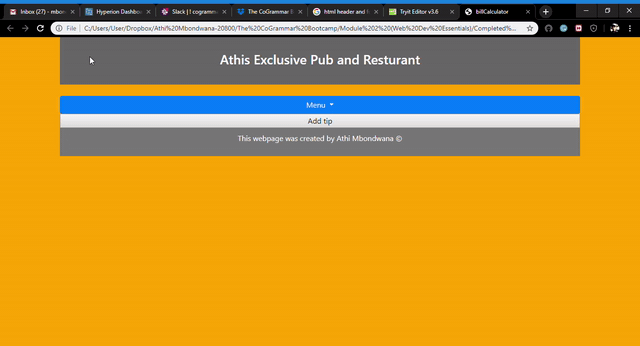 Inbox (27) - mbon
Hyperion Dashbo
Slack | ! cogramm
The CoGrammar B
html header and f
Tryit Editor v3.6
billCalculator
File
C:/Users/User/Dropbox/Athi%20Mbondwana-20800/The%20CoGrammar%20Bootcamp/Module%202%20(Web%20Dev%20Essentials)/Completed%...
Athis Exclusive Pub and Resturant
Menu
Add tip
This webpage was created by Athi Mbondwana ©